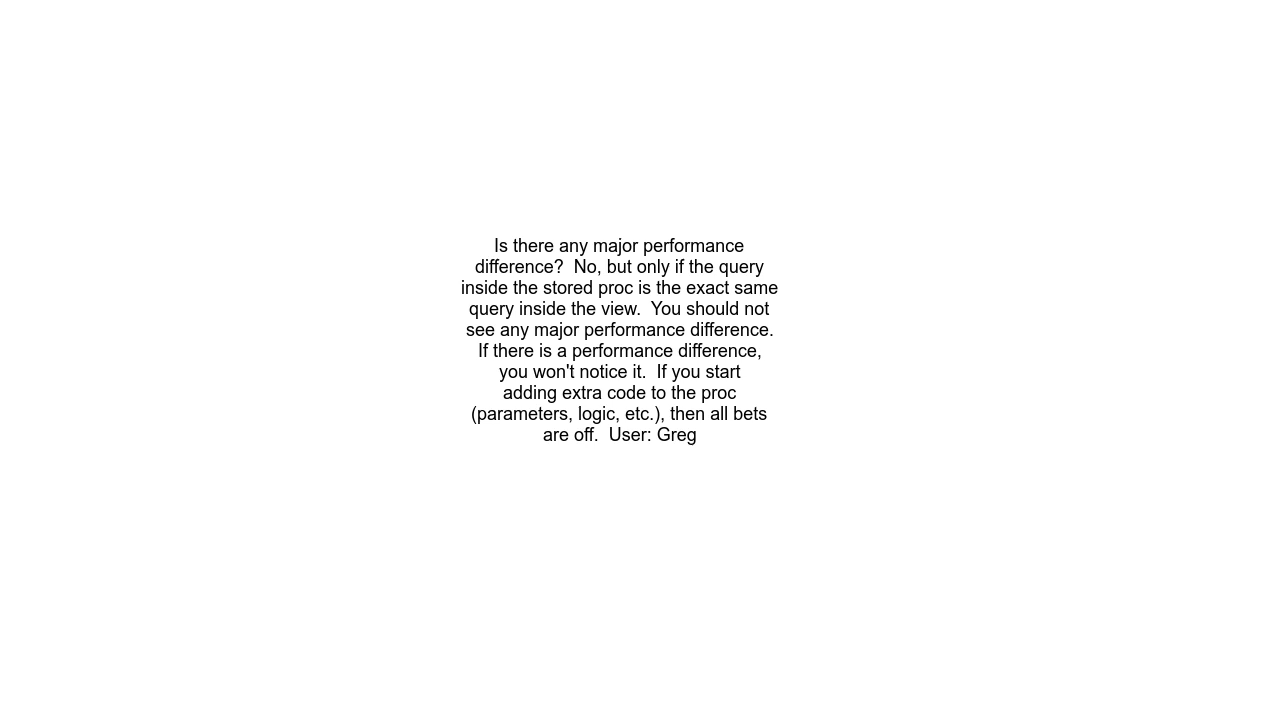 Is there any major performance
difference?  No, but only if the query
inside the stored proc is the exact same
query inside the view.  You should not
see any major performance difference.
If there is a performance difference,
you won't notice it.  If you start
adding extra code to the proc
(parameters, logic, etc.), then all bets
are off.  User: Greg